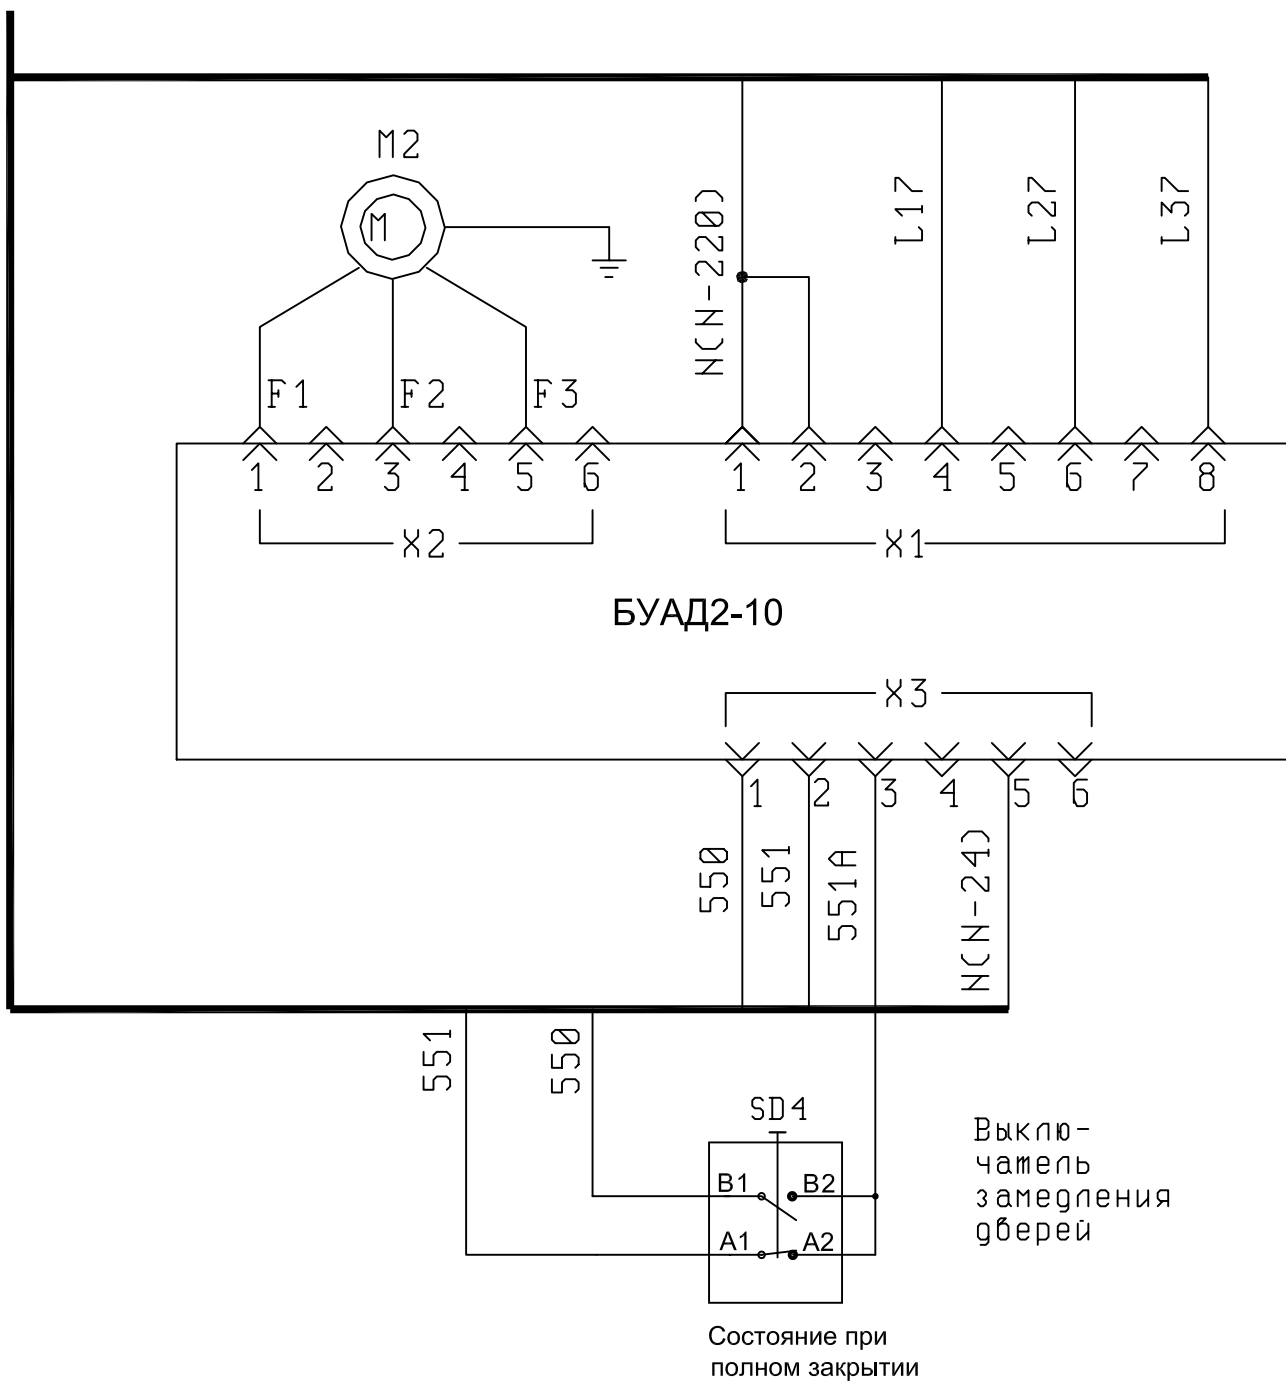 M2
M
N(N-220)
L17
L27
L37
F1
F2
F3
1 2 3 4 5 6
1 2 3 4 5 6 7 8
X2
X1
БУАД2-10
X3
1 2 3 4 5 6
550
551
551А
N(N-24)
551
550
SD4
B1 B2
A1 A2
Выклю-
чатель
замедления
дверей
Состояние при
полном закрытии